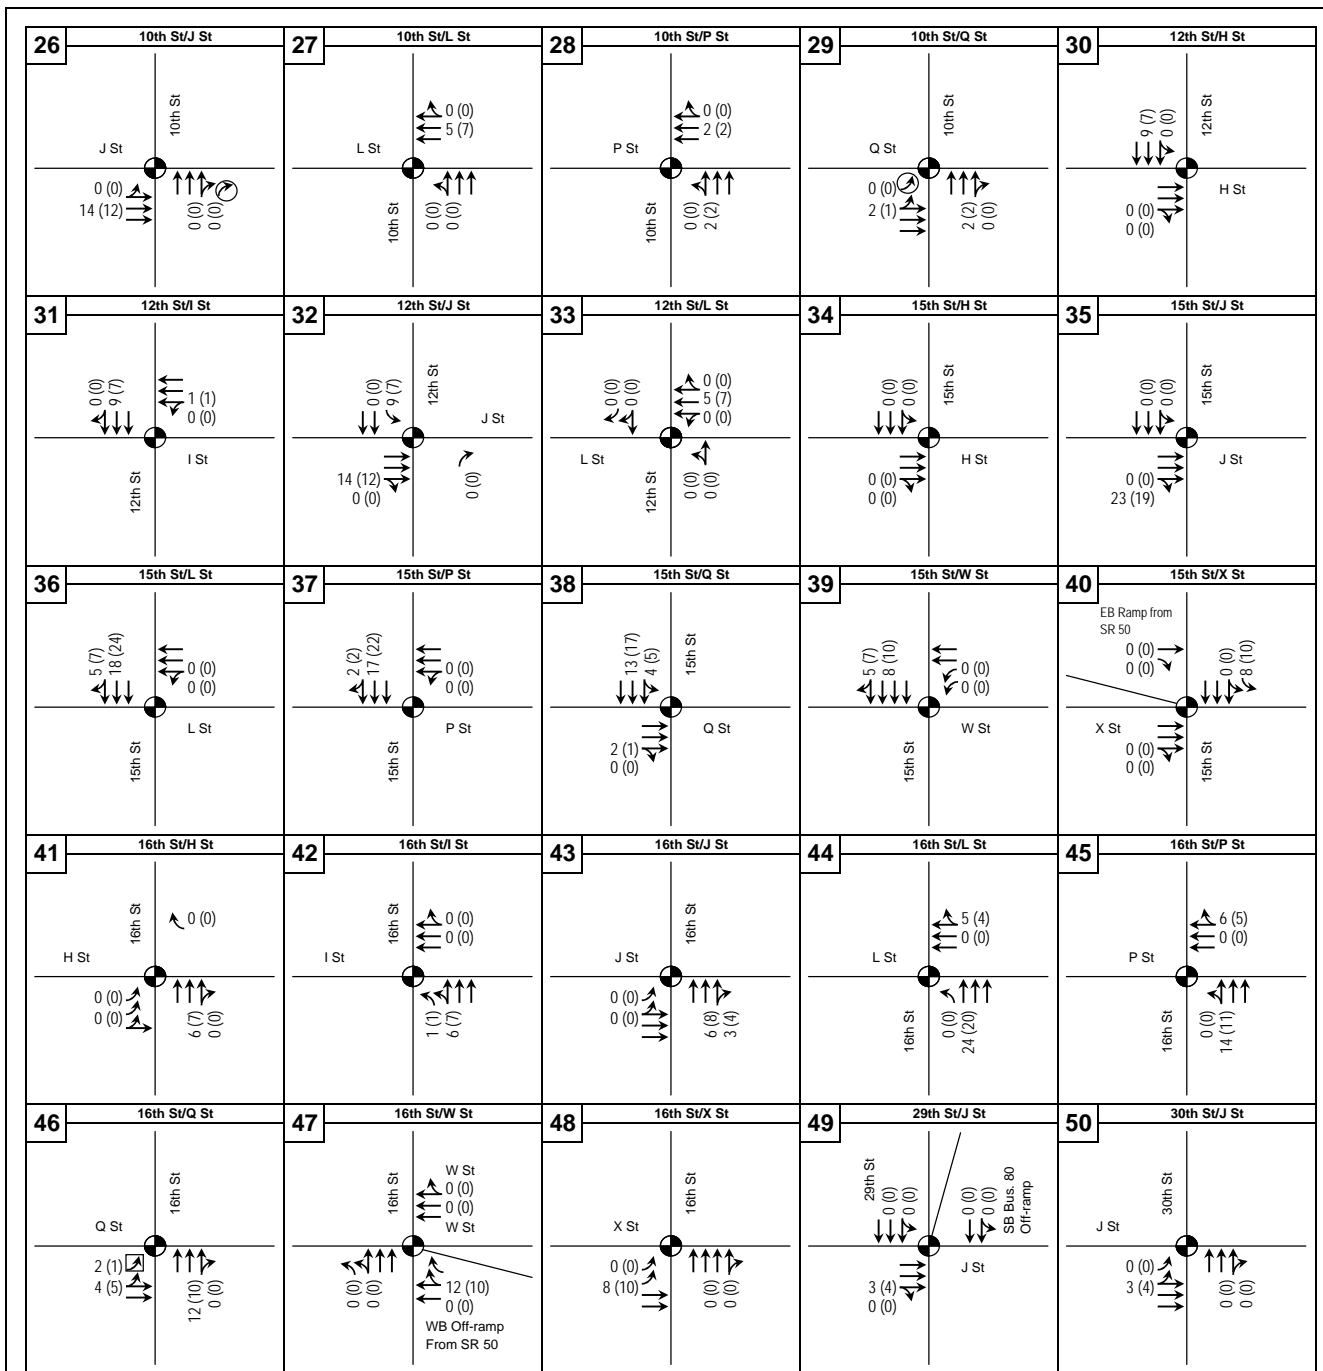 26
10th St/J St
10th St
J St
0 (0)
14 (12)
0 (0)
0 (0)
27
10th St/L St
0 (0)
5 (7)
L St
10th St
0 (0)
0 (0)
28
10th St/P St
0 (0)
2 (2)
P St
10th St
0 (0)
2 (2)
29
10th St/Q St
10th St
Q St
0 (0)
2 (1)
2 (2)
0 (0)
30
12th St/H St
9 (7)
0 (0)
12th St
H St
0 (0)
0 (0)
31
12th St/I St
0 (0)
9 (7)
1 (1)
0 (0)
I St
12th St
32
12th St/J St
0 (0)
9 (7)
12th St
J St
14 (12)
0 (0)
0 (0)
33
12th St/L St
0 (0)
0 (0)
0 (0)
5 (7)
0 (0)
L St
12th St
0 (0)
0 (0)
34
15th St/H St
0 (0)
0 (0)
15th St
H St
0 (0)
0 (0)
35
15th St/J St
0 (0)
0 (0)
15th St
J St
0 (0)
23 (19)
36
15th St/L St
5 (7)
18 (24)
0 (0)
0 (0)
L St
15th St
37
15th St/P St
2 (2)
17 (22)
0 (0)
0 (0)
P St
15th St
38
15th St/Q St
13 (17)
4 (5)
15th St
Q St
2 (1)
0 (0)
39
15th St/W St
5 (7)
8 (10)
0 (0)
0 (0)
W St
15th St
40
15th St/X St
EB Ramp from
SR 50
0 (0)
0 (0)
0 (0)
8 (10)
X St
0 (0)
0 (0)
15th St
41
16th St/H St
16th St
0 (0)
H St
0 (0)
0 (0)
6 (7)
0 (0)
42
16th St/I St
16th St
0 (0)
0 (0)
I St
1 (1)
6 (7)
43
16th St/J St
16th St
J St
0 (0)
0 (0)
6 (8)
3 (4)
44
16th St/L St
5 (4)
0 (0)
L St
16th St
0 (0)
24 (20)
45
16th St/P St
6 (5)
0 (0)
P St
16th St
0 (0)
14 (11)
46
16th St/Q St
16th St
Q St
2 (1)
4 (5)
12 (10)
0 (0)
47
16th St/W St
16th St
W St
0 (0)
0 (0)
W St
0 (0)
0 (0)
12 (10)
0 (0)
WB Off-ramp
From SR 50
48
16th St/X St
16th St
X St
0 (0)
8 (10)
0 (0)
0 (0)
49
29th St/J St
29th St
0 (0)
0 (0)
0 (0)
0 (0)
SB Bus. 80
Off-ramp
J St
3 (4)
0 (0)
50
30th St/J St
30th St
J St
0 (0)
3 (4)
0 (0)
0 (0)